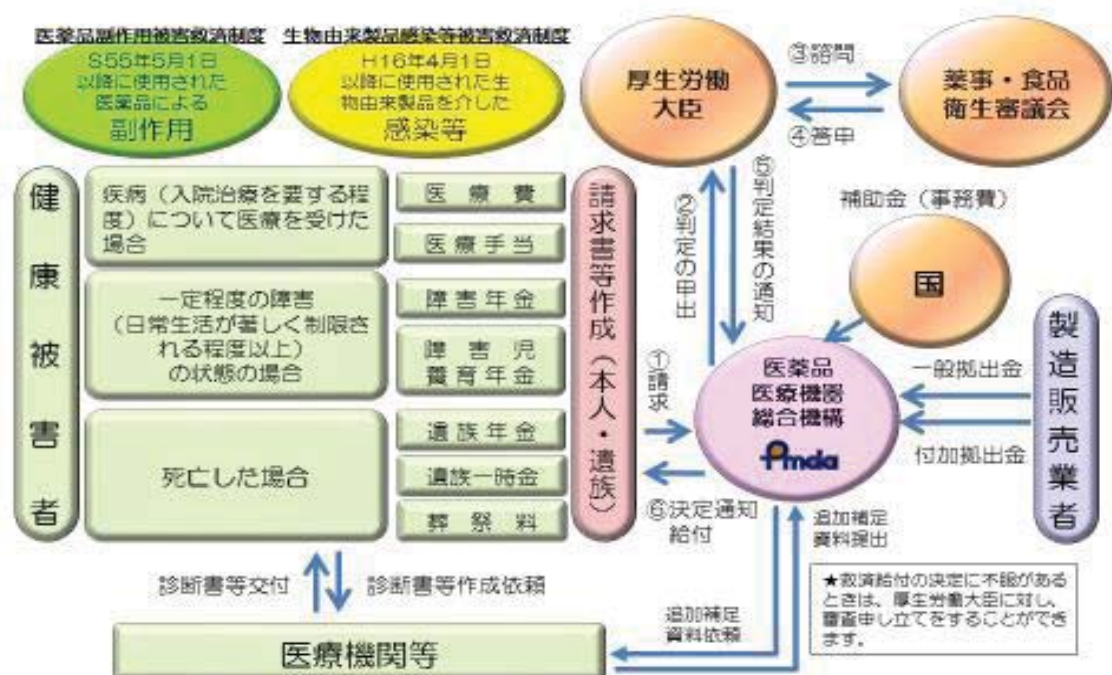 医薬品副作用被害救済制度
生物由来製品感染等被害救済制度
S55年5月1日
以降に使用された
医薬品による
副作用
H16年4月1日
以降に使用された生
物由来製品を介した
感染等
厚生労働
大臣
③諮問
④答申
薬事・食品
衛生審議会
健康被害者
疾病（入院治療を要する程
度）について医療を受けた
場合
医療費
医療手当
一定程度の障害
（日常生活が著しく制限さ
れる程度以上）
の状態の場合
障害年金
障害児
養育年金
死亡した場合
遺族年金
遺族一時金
葬祭料
請求書等作成（本人・遺族）
②判定の申出
⑤判定結果の通知
補助金（事務費）
国
①請求
医薬品
医療機器
総合機構
Pmda
一般拠出金
付加拠出金
製造販売業者
⑥決定通知
給付
追加補足
資料提出
診断書等交付
診断書等作成依頼
追加補足
資料依頼
★救済給付の決定に不服がある
ときは、厚生労働大臣に対し、
審査申し立てをすることができ
ます。
医療機関等